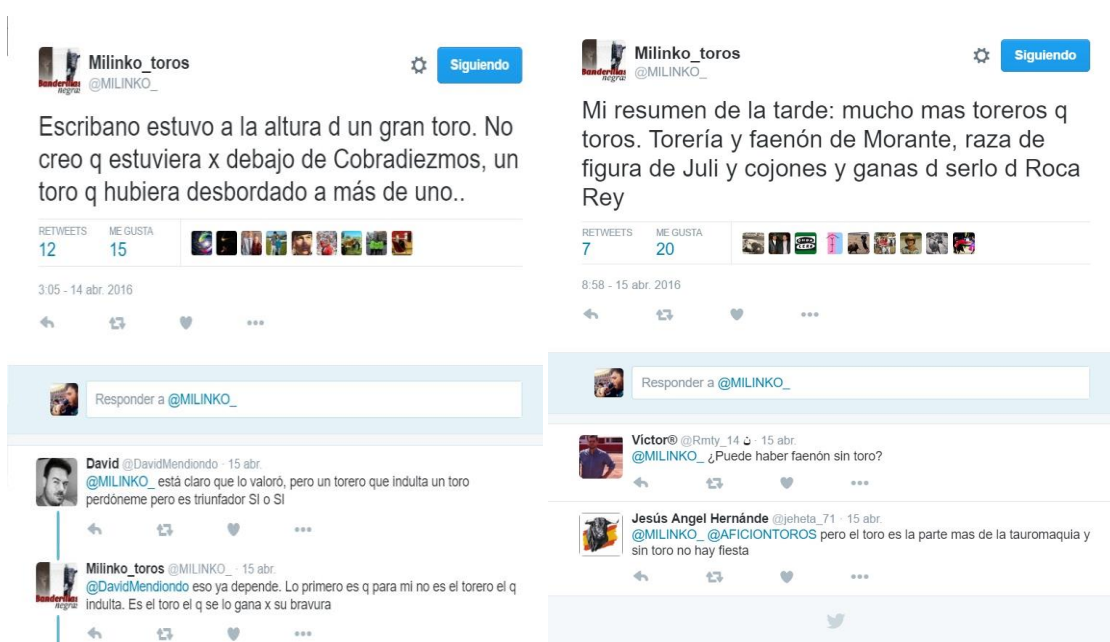 Milinko_toros
@MILINKO_
Siguiendo
Escribano estuvo a la altura d un gran toro. No
creo q estuviera x debajo de Cobradiezmos, un
toro q hubiera desbordado a más de uno..
RETWEETS ME GUSTA
12 15
3:05 - 14 abr. 2016
Responder a @MILINKO_
David @DavidMendiondo · 15 abr.
@MILINKO_ está claro que lo valoró, pero un torero que indulta un toro
perdóneme pero es triunfador SI o SI
Milinko_toros @MILINKO_ · 15 abr.
@DavidMendiondo eso ya depende. Lo primero es q para mi no es el torero el q
indulta. Es el toro el q se lo gana x su bravura
Banderillas
negras
Milinko_toros
@MILINKO_
Siguiendo
Mi resumen de la tarde: mucho mas toreros q
toros. Torería y faenón de Morante, raza de
figura de Juli y cojones y ganas d serlo d Roca
Rey
RETWEETS ME GUSTA
7 20
8:58 - 15 abr. 2016
Responder a @MILINKO_
Victor® @Rmty_14 ن · 15 abr.
@MILINKO_ ¿Puede haber faenón sin toro?
Jesús Angel Hernánde @jeheta_71 · 15 abr.
@MILINKO_ @AFICIONTOROS pero el toro es la parte mas de la tauromaquia y
sin toro no hay fiesta